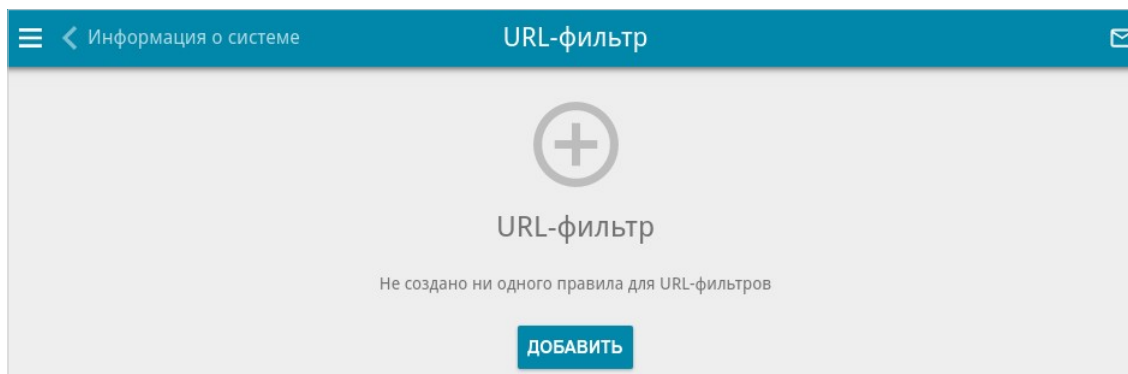 Информация о системе URL-фильтр
URL-фильтр
Не создано ни одного правила для URL-фильтров
ДОБАВИТЬ